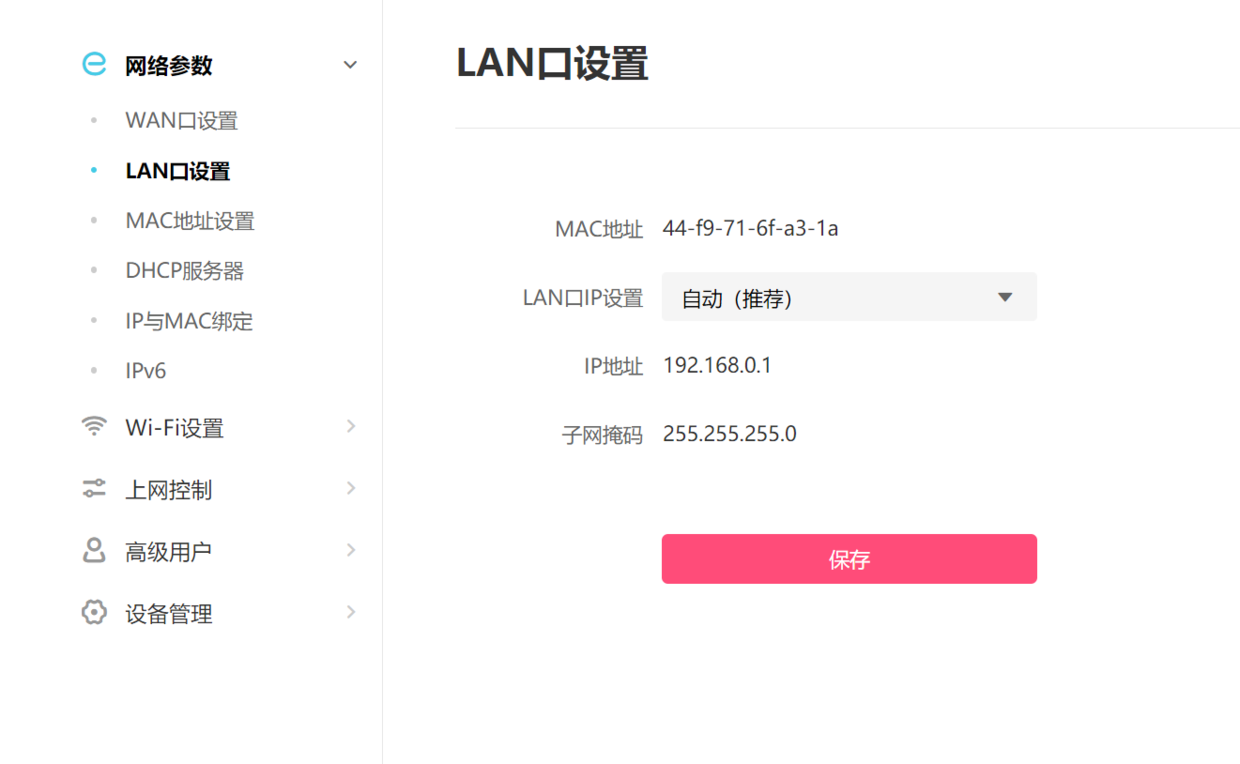 网络参数
WAN口设置
LAN口设置
MAC地址设置
DHCP服务器
IP与MAC绑定
IPv6
Wi-Fi设置
上网控制
高级用户
设备管理
LAN口设置
MAC地址 44-f9-71-6f-a3-1a
LAN口IP设置 自动（推荐）
IP地址 192.168.0.1
子网掩码 255.255.255.0
保存